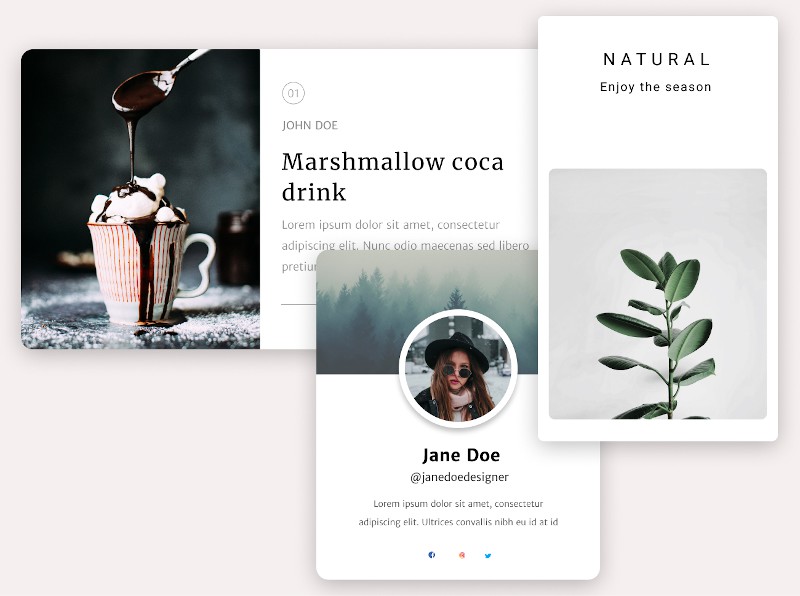 01
JOHN DOE
Marshmallow coca
drink
Lorem ipsum dolor sit amet, consectetur
adipiscing elit. Nunc odio maecenas sed libero
NATURAL
Enjoy the season
Jane Doe
@janedoedesigner
Lorem ipsum dolor sit amet, consectetur
adipiscing elit. Ultrices convallis nibh eu id at id